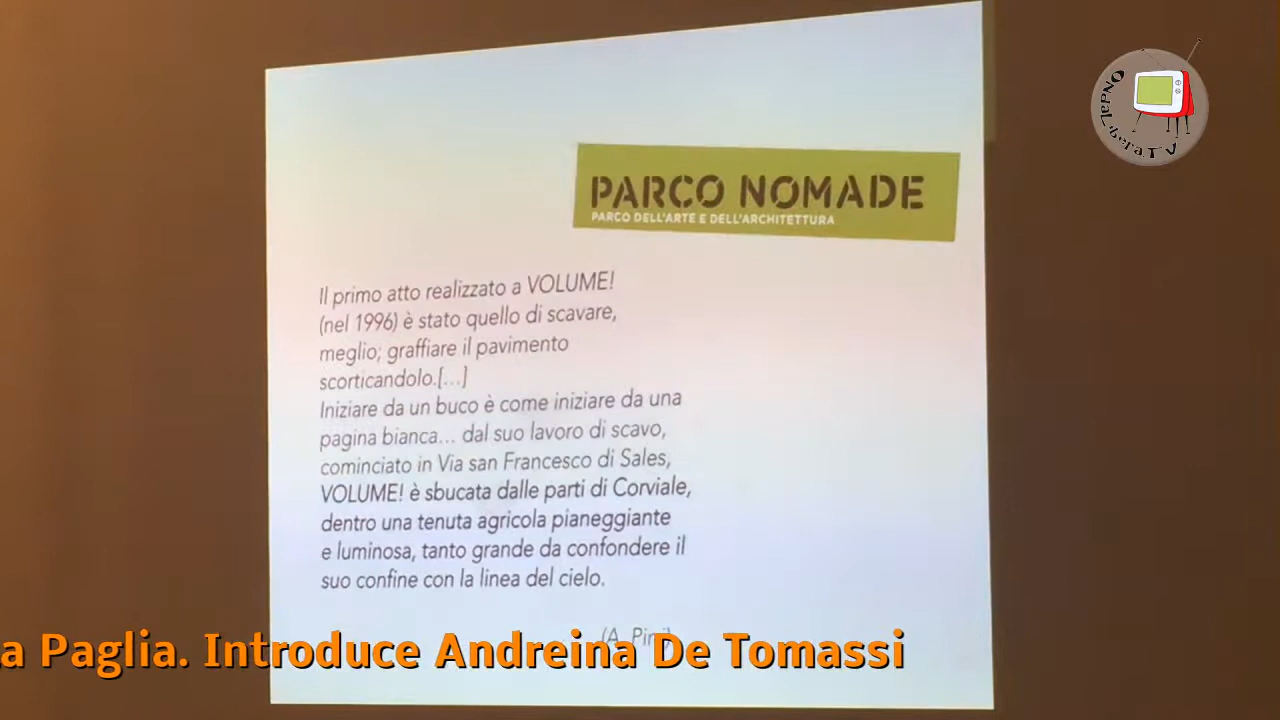 OndaLiberaTV
PARCO NOMADE
PARCO DELL'ARTE E DELL'ARCHITETTURA
Il primo atto realizzato a VOLUME!
(nel 1996) è stato quello di scavare,
meglio; graffiare il pavimento
scorticandolo.[...]
Iniziare da un buco è come iniziare da una
pagina bianca... dal suo lavoro di scavo,
cominciato in Via san Francesco di Sales,
VOLUME! è sbucata dalle parti di Corviale,
dentro una tenuta agricola pianeggiante
e luminosa, tanto grande da confondere il
suo confine con la linea del cielo.
(A.
a Paglia. Introduce Andreina De Tomassi